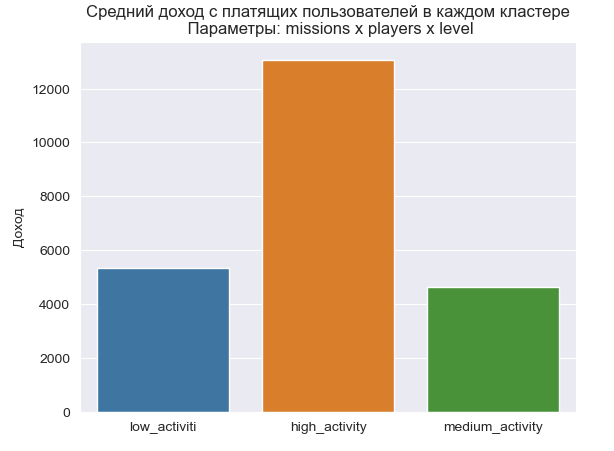 Средний доход с платящих пользователей в каждом кластере
Параметры: missions x players x level
12000
10000
8000
6000
4000
2000
0
Доход
low_activiti
high_activity
medium_activity